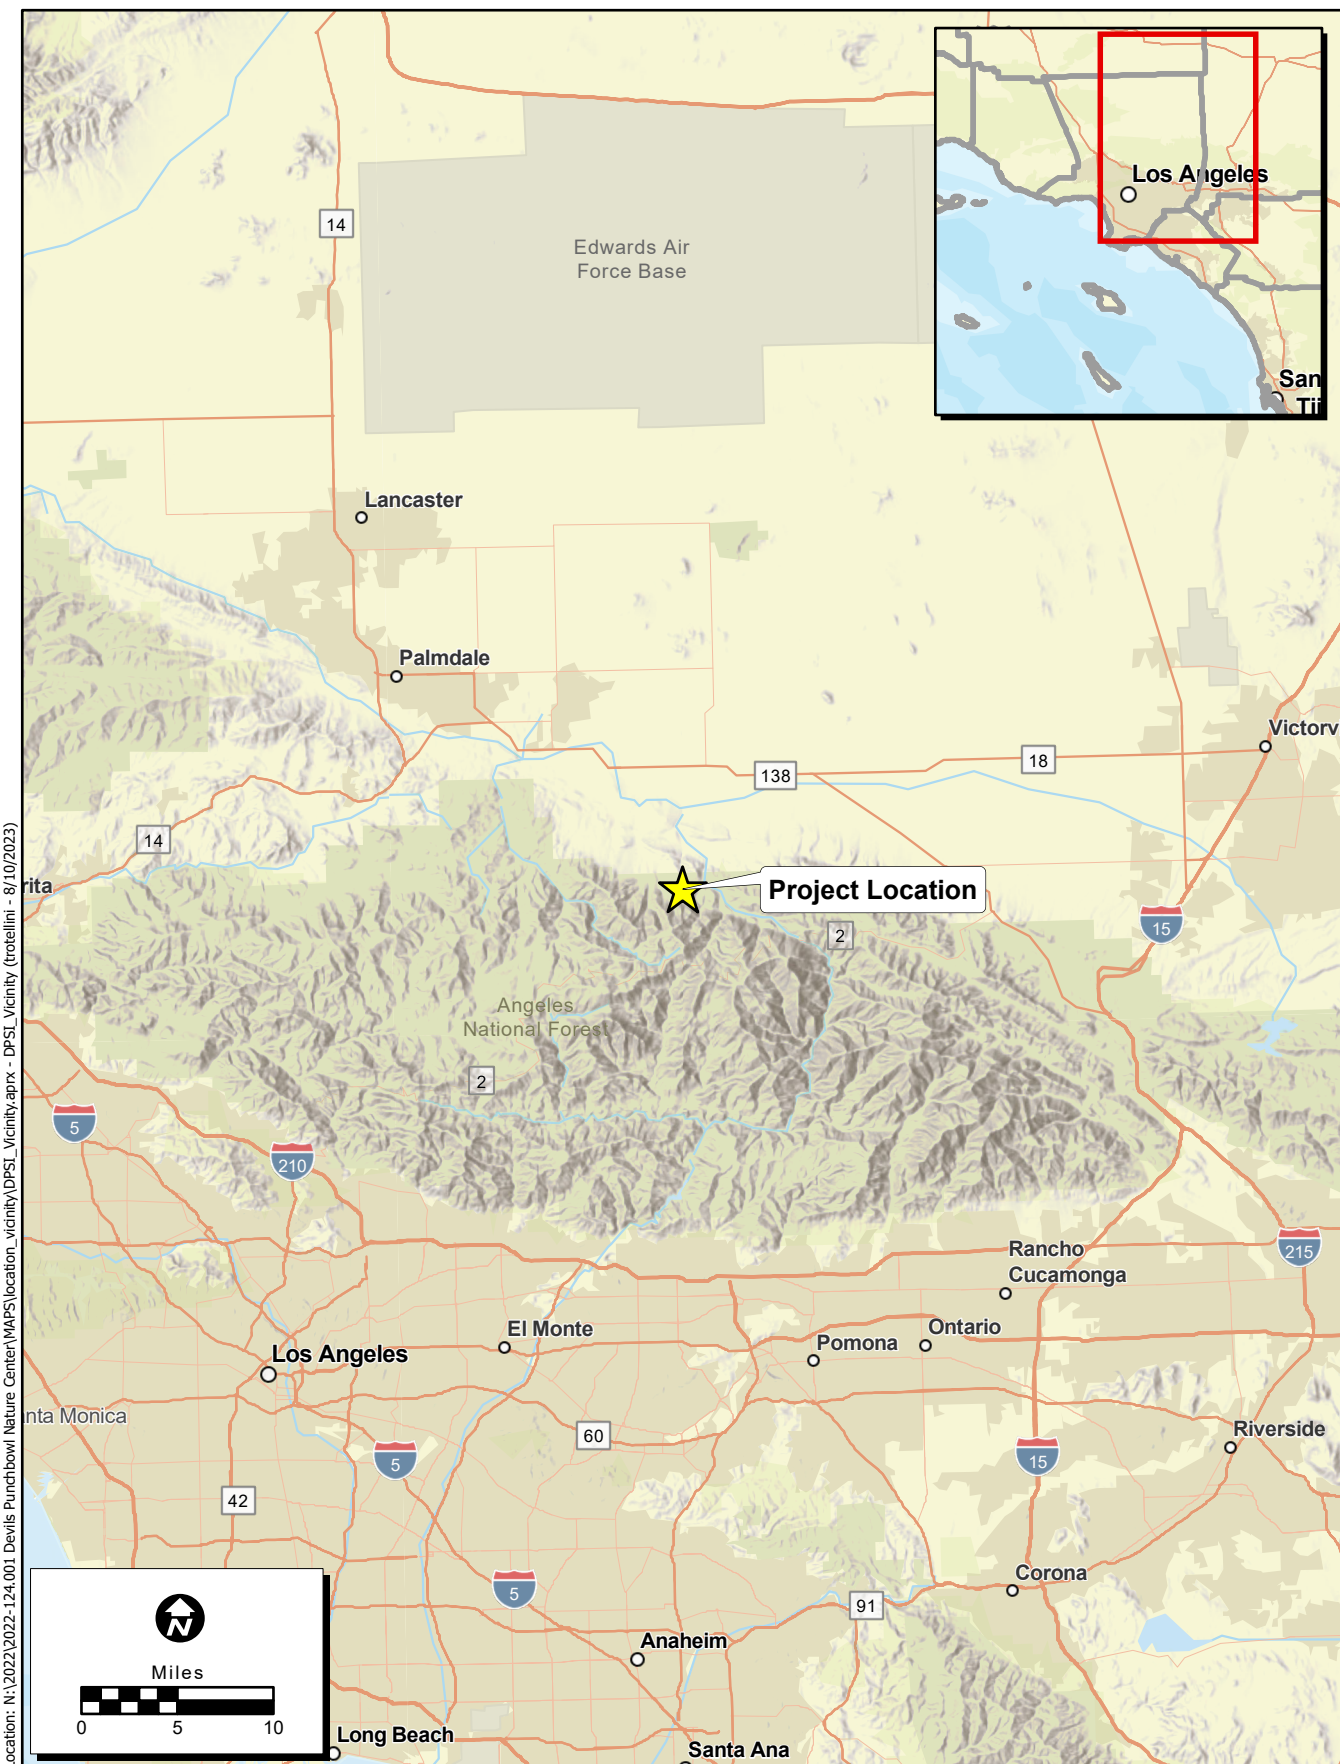 Los Angeles
San
Tij
14
Edwards Air
Force Base
Lancaster
Palmdale
Victorv
18
138
14
rita
Project Location
2
15
Angeles
National Forest
2
5
210
215
Rancho
Cucamonga
El Monte
Ontario
Pomona
Los Angeles
nta Monica
60
Riverside
5
15
42
Corona
5
91
Anaheim
N
Miles
0 5 10
Long Beach
Santa Ana
ocation: N:\2022\2022-124.001 Devils Punchbowl Nature Center\MAPS\location_vicinity\DPSI_Vicinity.aprx - DPSI_Vicinity (trotellini - 8/10/2023)